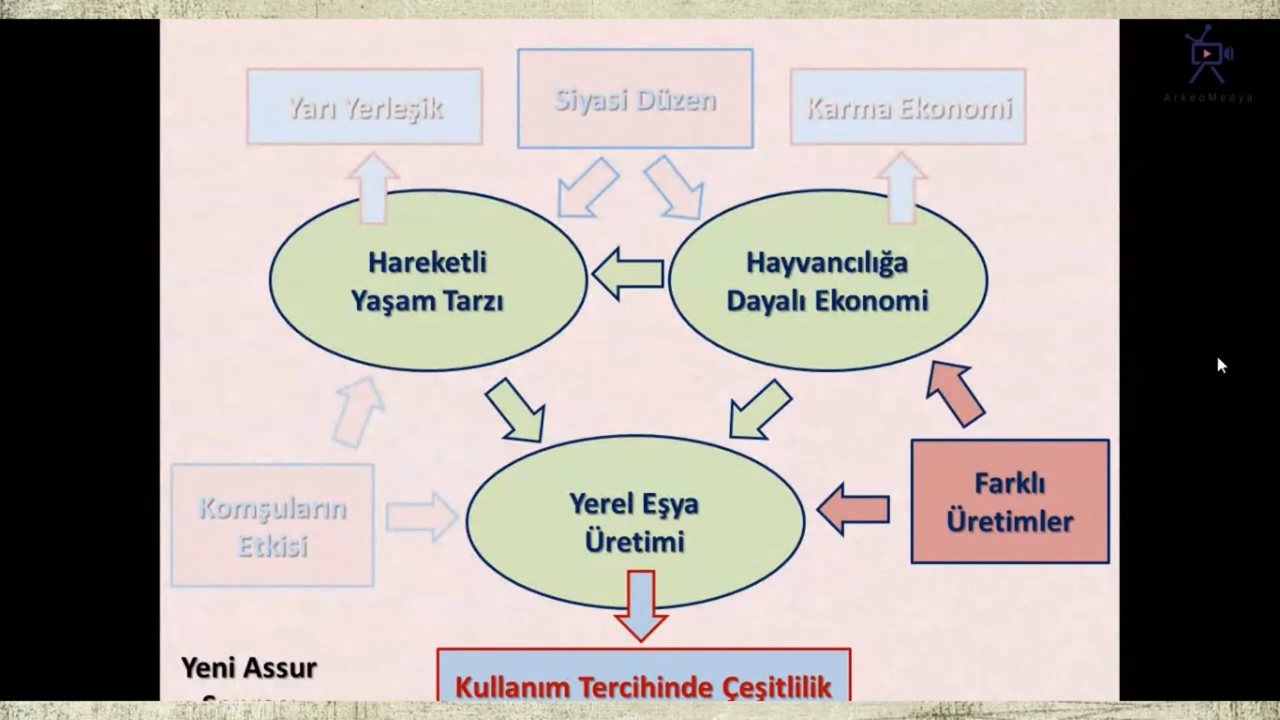 ArkeoMedya
Yarı Yerleşik
Siyasi Düzen
Karma Ekonomi
Hareketli
Yaşam Tarzı
Hayvancılığa
Dayalı Ekonomi
Komşuların
Etkisi
Yerel Eşya
Üretimi
Farklı
Üretimler
Yeni Assur
Kullanım Tercihinde Çeşitlilik